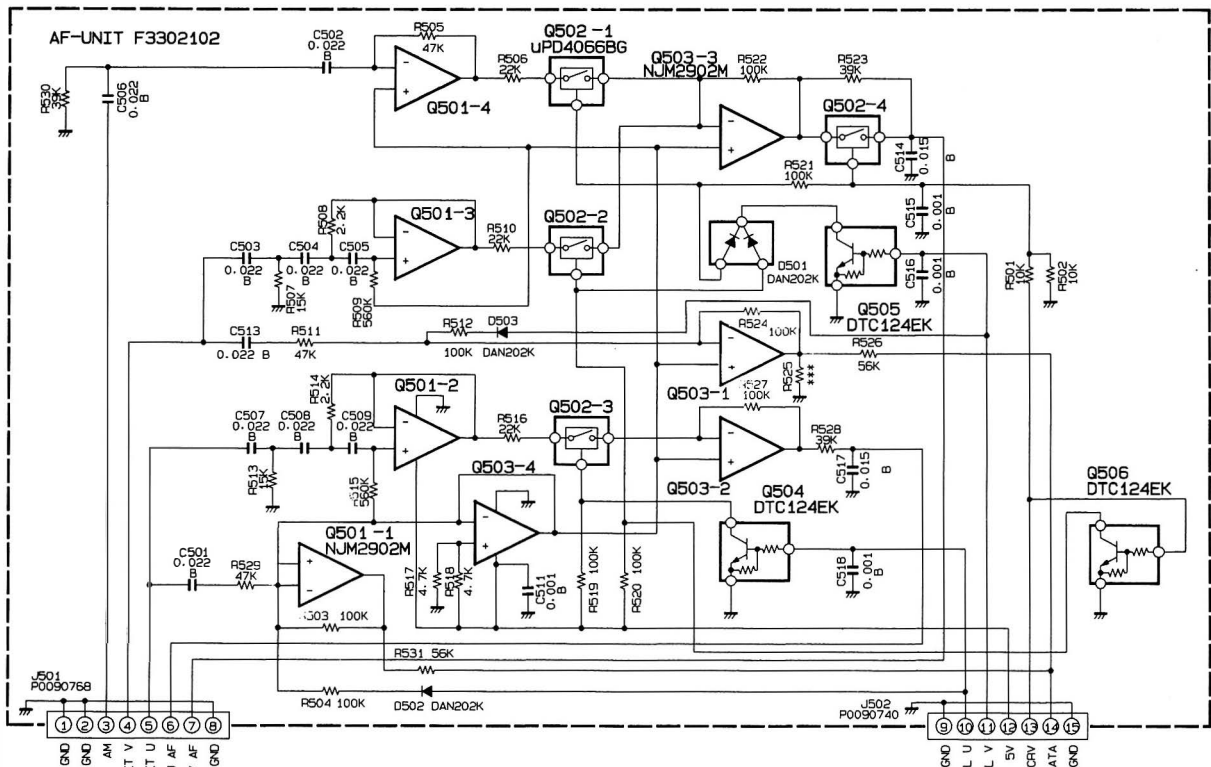 AF-UNIT F3302102
C502
0.022
B
R505
47K
R506
22K
Q502-1
uPD4066BG
Q503-3
NJM2902M
R522
100K
R523
39K
R530
39K
C506
0.022
B
Q501-4
Q502-4
C514
0.015
B
R521
100K
C515
0.001
B
R508
2.2K
Q501-3
R510
22K
Q502-2
C503
0.022
B
C504
0.022
B
C505
0.022
B
R507
15K
R509
560K
D501
DAN202K
C516
0.001
B
R501
10K
R502
10K
Q505
DTC124EK
C513
0.022 B
R511
47K
R512
100K
D503
DAN202K
R524
100K
R526
56K
R525
***
R514
2.2K
Q501-2
Q502-3
Q503-1
R527
100K
C507
0.022
B
C508
0.022
B
C509
0.022
B
R516
22K
R528
39K
R513
15K
560K
Q503-4
Q503-2
C517
0.015
B
Q504
DTC124EK
Q506
DTC124EK
C501
0.022
B
R529
47K
Q501-1
NJM2902M
R517
4.7K
R518
4.7K
C511
0.001
B
R519 100K
R520 100K
C518
0.001
B
503 100K
R531 56K
J501
P0090768
R504 100K
D502 DAN202K
J502
P0090740
1 2 3 4 5 6 7 8
9 10 11 12 13 14 15
GND
GND
AM
V
U
AF
AF
GND
GND
U
V
5V
GND